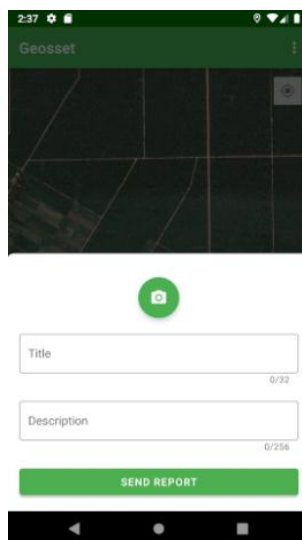 2:37
Geosset
Title
0/32
Description
0/256
SEND REPORT